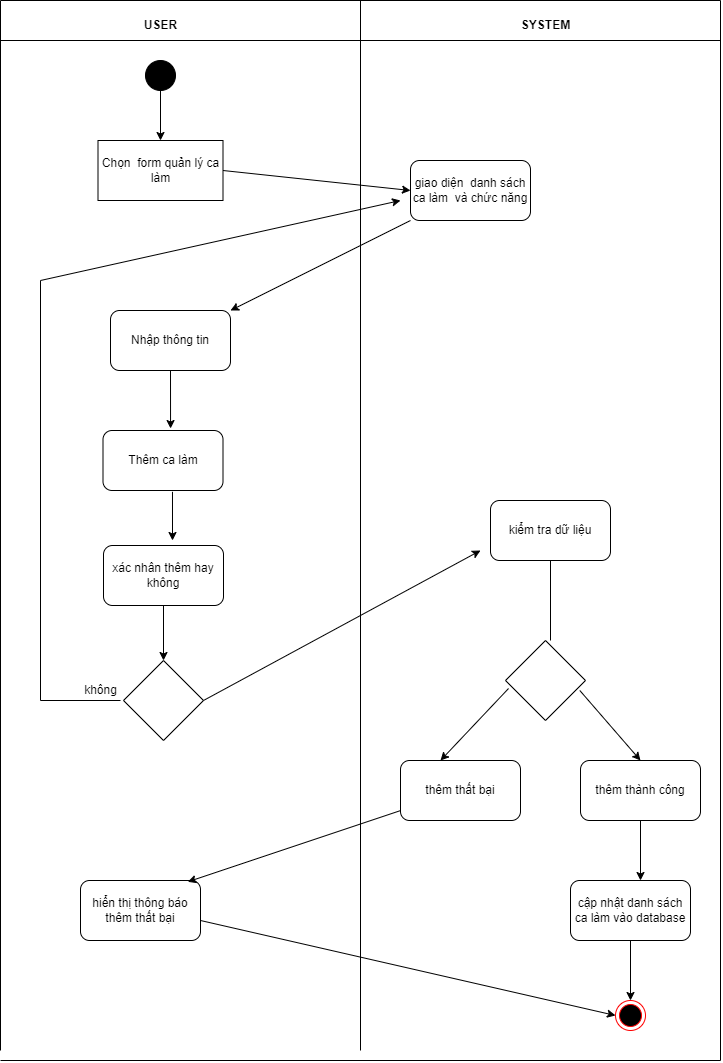 USER
SYSTEM
Chọn form quản lý ca
làm
giao diện danh sách
ca làm và chức năng
Nhập thông tin
Thêm ca làm
kiểm tra dữ liệu
xác nhân thêm hay
không
không
thêm thất bại
thêm thành công
hiển thị thông báo
thêm thất bại
cập nhật danh sách
ca làm vào database